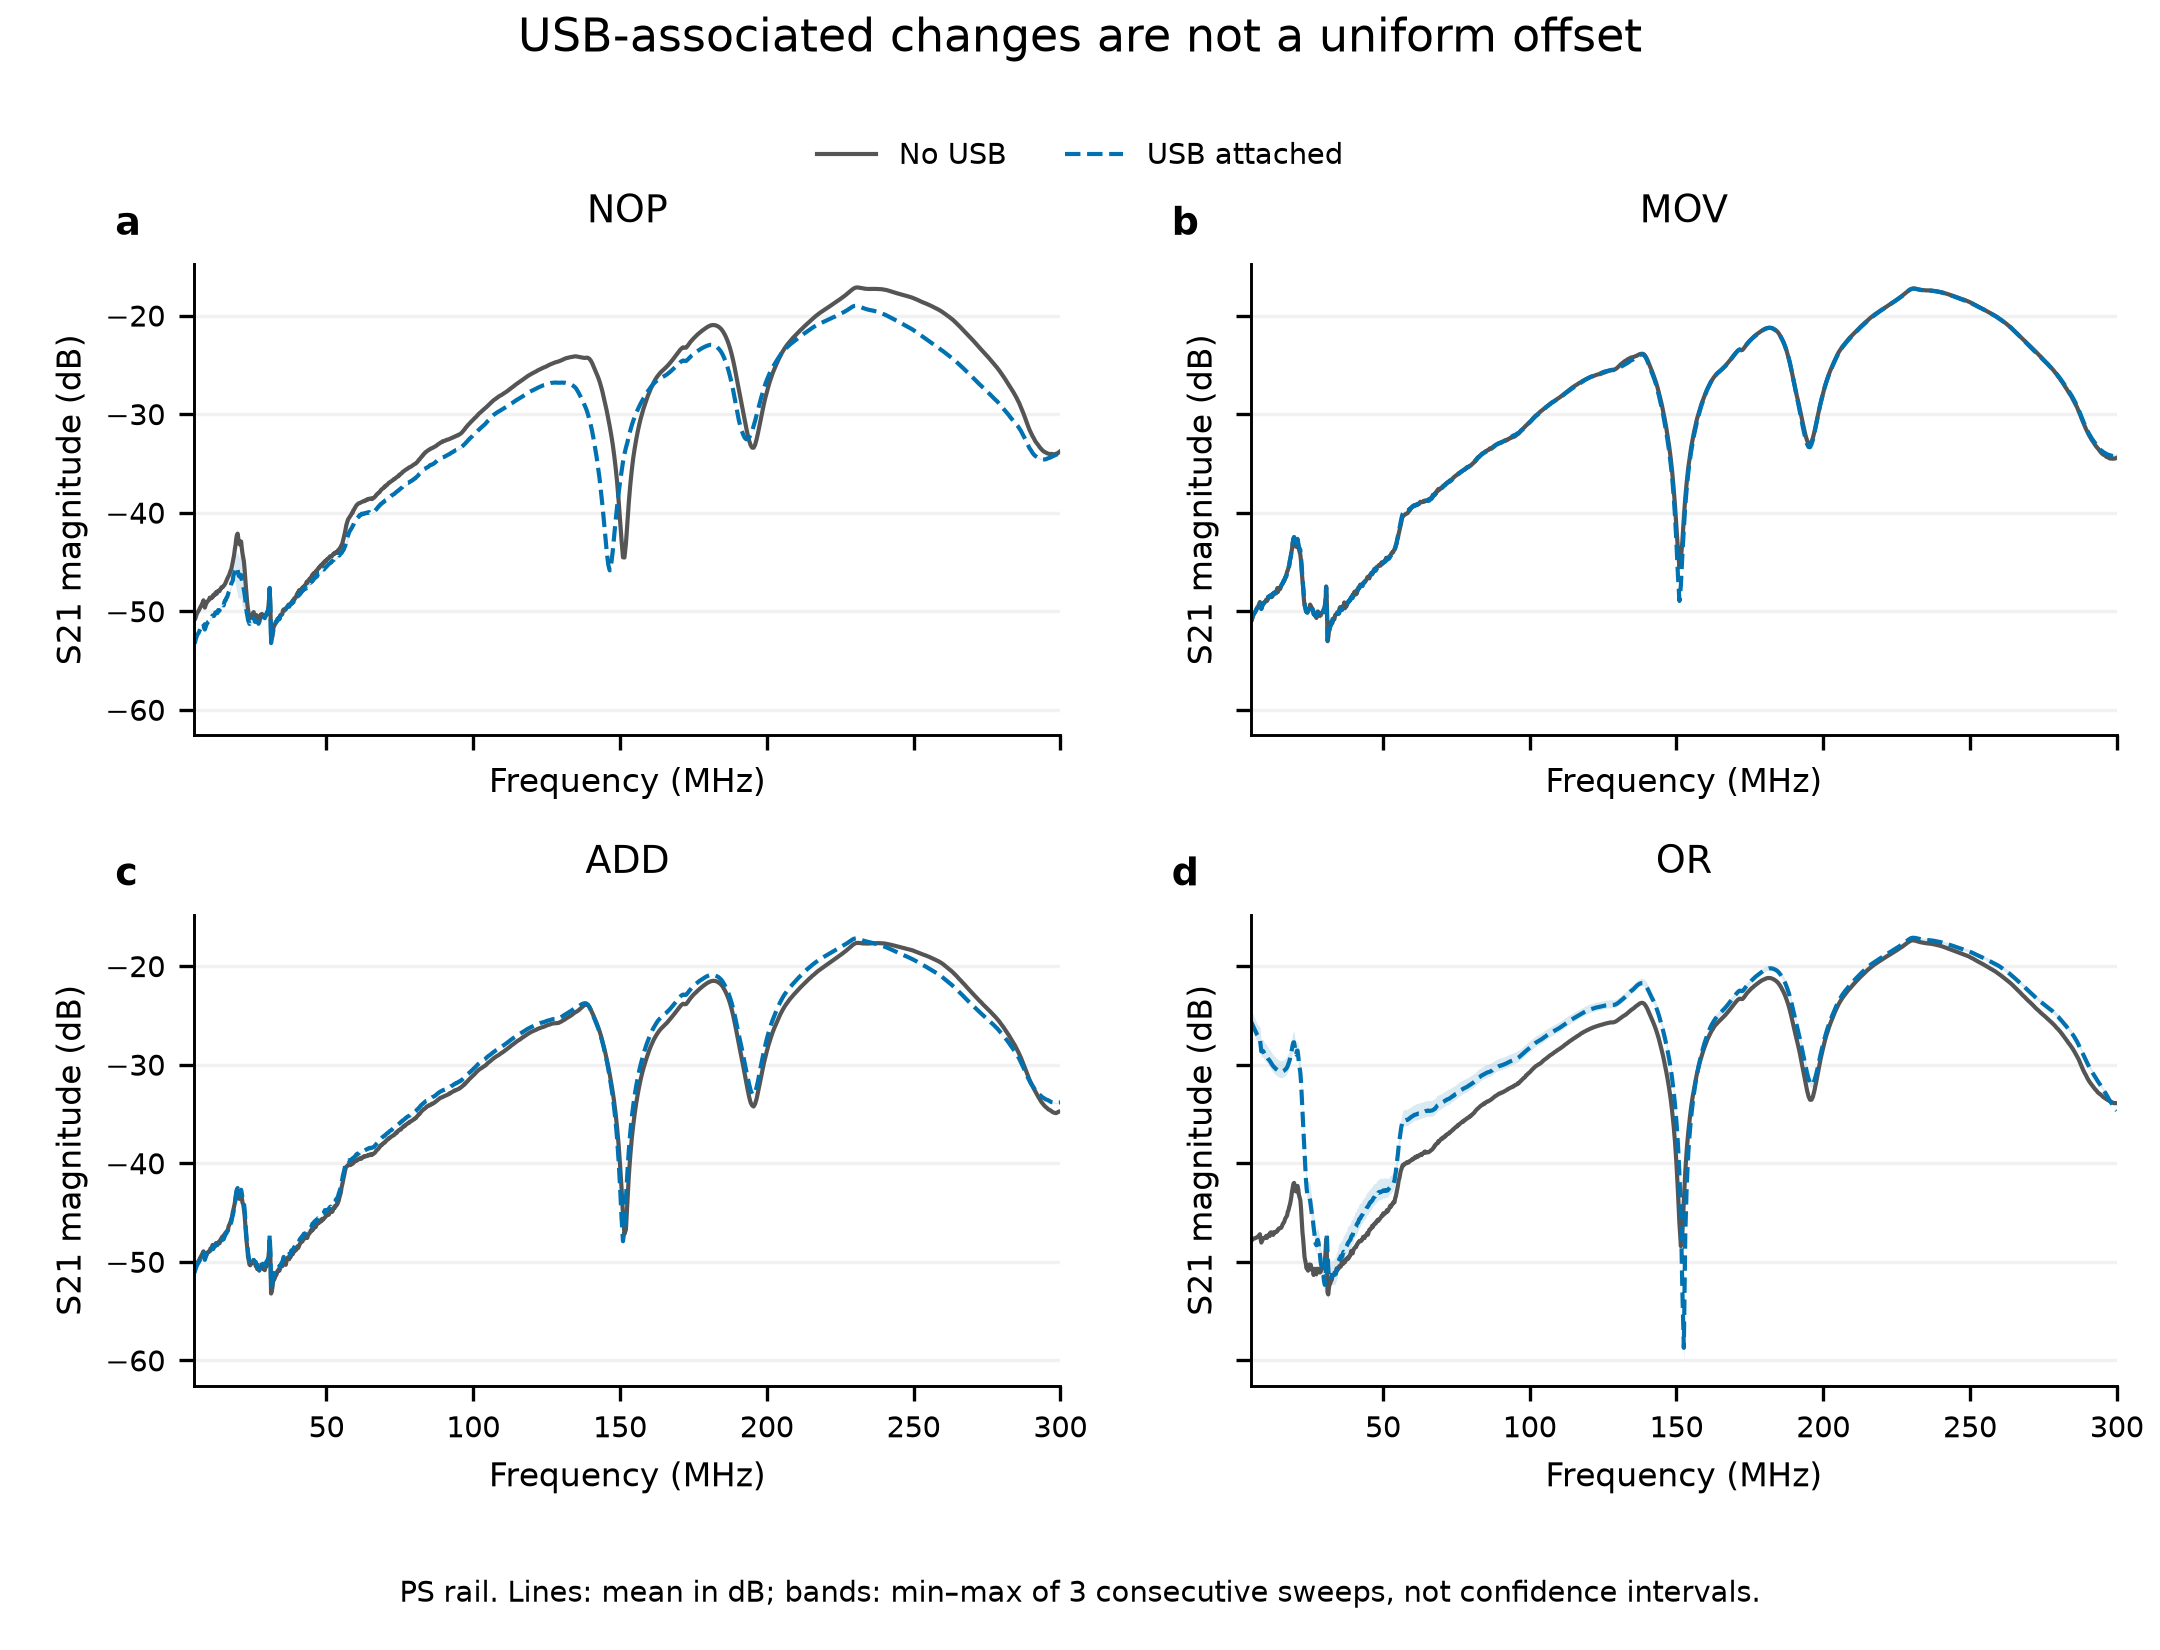 USB-associated changes are not a uniform offset
No USB
USB attached
a
NOP
b
MOV
S21 magnitude (dB)
−20
−30
−40
−50
−60
Frequency (MHz)
S21 magnitude (dB)
Frequency (MHz)
c
ADD
d
OR
S21 magnitude (dB)
−20
−30
−40
−50
−60
50 100 150 200 250 300
Frequency (MHz)
S21 magnitude (dB)
50 100 150 200 250 300
Frequency (MHz)
PS rail. Lines: mean in dB; bands: min–max of 3 consecutive sweeps, not confidence intervals.